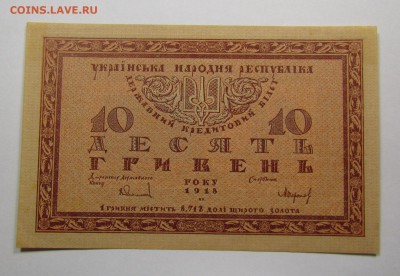 COINS.LAVE.RU
УКРАЇНСЬКА НАРОДНЯ РЕСПУБЛІКА
ДЕРЖАВНИЙ КРЕДИТОВИЙ БІЛЕТ
10 10
ДЕСЯТЬ
ГРИВЕНЬ
Директор Державного Скарбник
РОКУ
1918
1 гривня містить 8,712 долі щирого золота